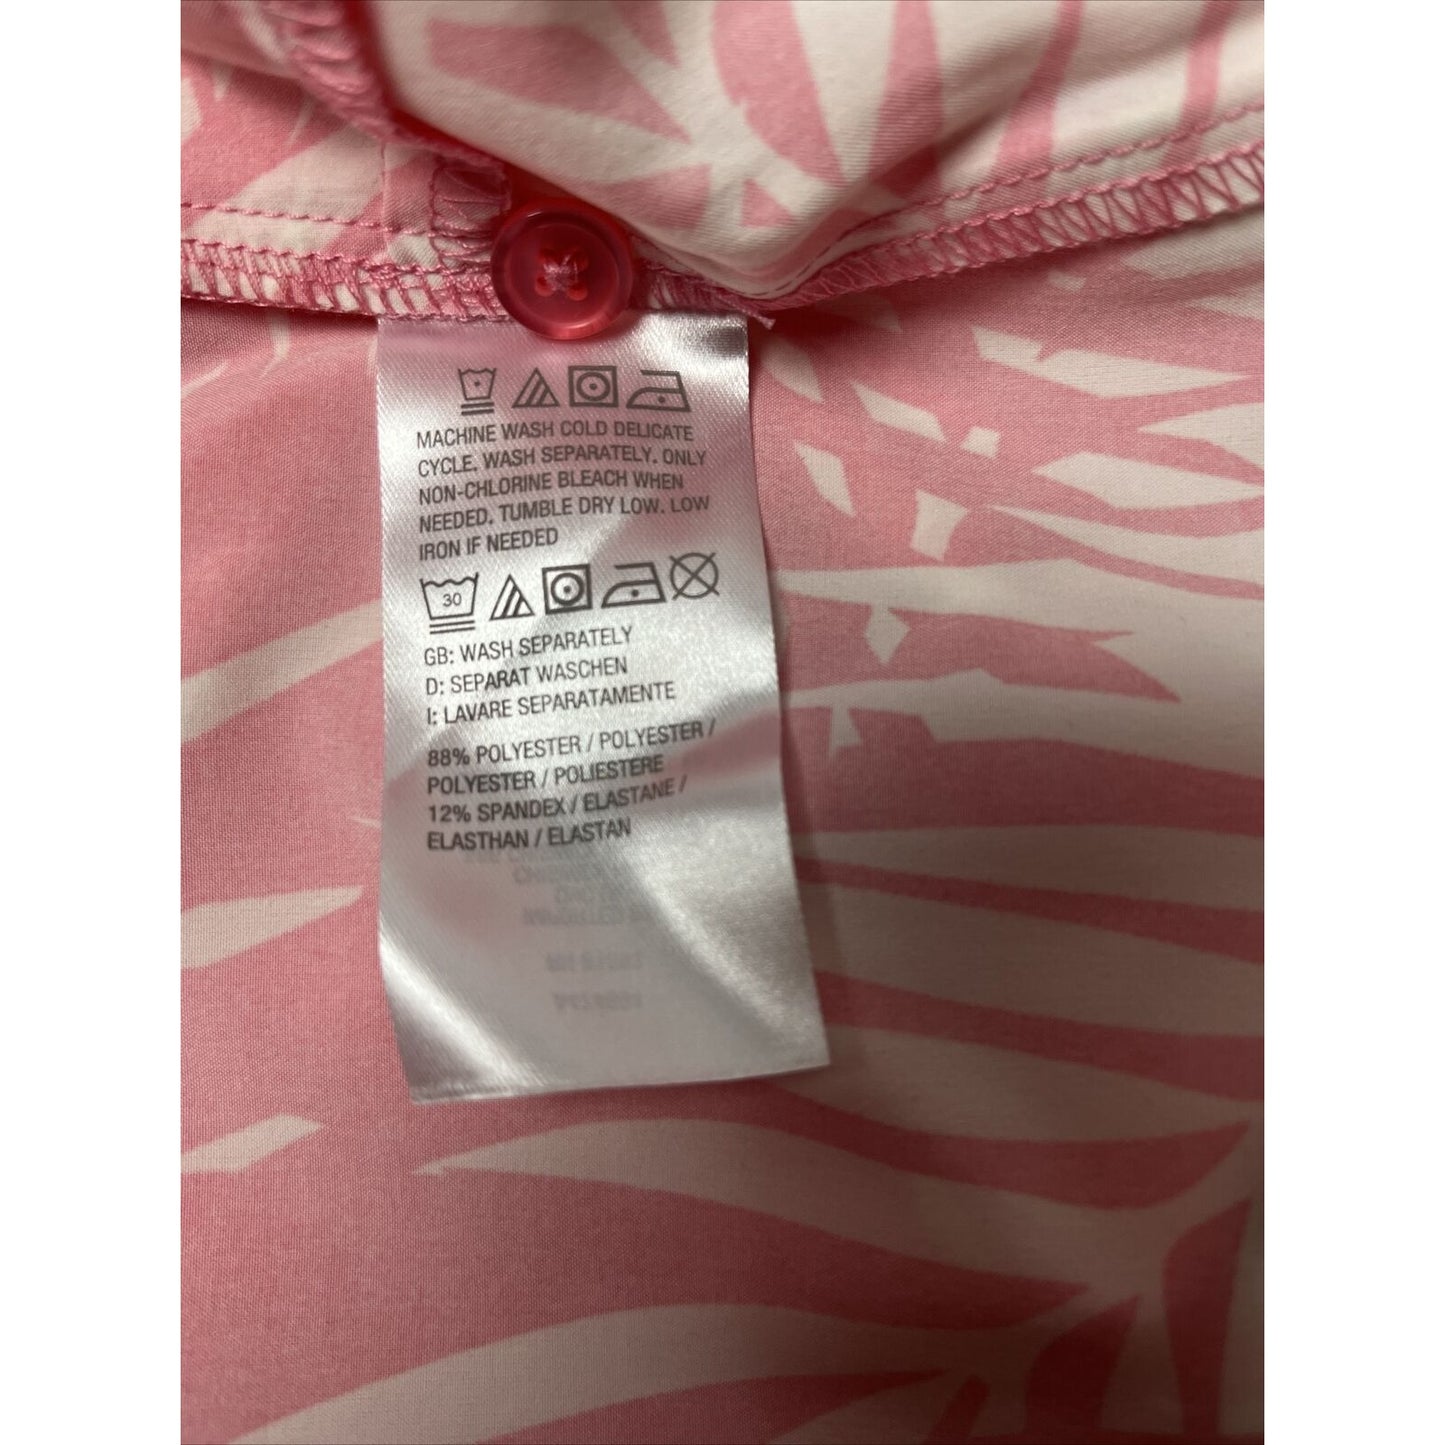 MACHINE WASH COLD DELICATE
CYCLE. WASH SEPARATELY. ONLY
NON-CHLORINE BLEACH WHEN
NEEDED. TUMBLE DRY LOW. LOW
IRON IF NEEDED
30
GB: WASH SEPARATELY
D: SEPARAT WASCHEN
I: LAVARE SEPARATAMENTE
88% POLYESTER / POLYESTER /
POLYESTER / POLIESTERE
12% SPANDEX / ELASTANE /
ELASTHAN / ELASTAN